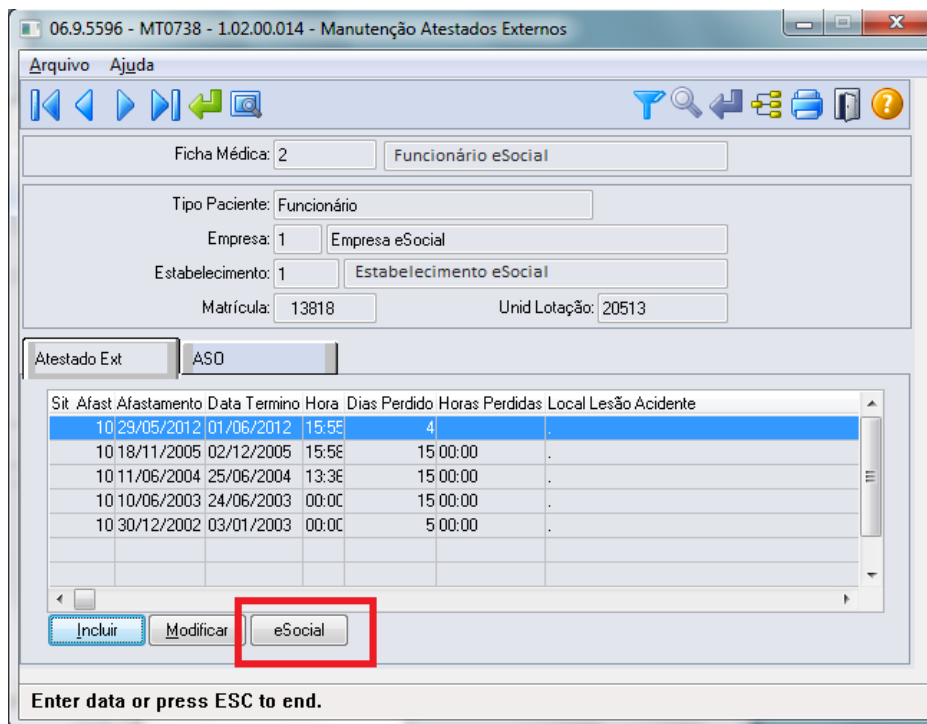 06.9.5596 - MT0738 - 1.02.00.014 - Manutenção Atestados Externos
Arquivo Ajuda
Ficha Médica: 2 Funcionário eSocial
Tipo Paciente: Funcionário
Empresa: 1 Empresa eSocial
Estabelecimento: 1 Estabelecimento eSocial
Matrícula: 13818 Unid Lotação: 20513
Atestado Ext ASO
Sit Afast Afastamento Data Termino Hora Dias Perdido Horas Perdidas Local Lesão Acidente
10 29/05/2012 01/06/2012 15:55 4 .
10 18/11/2005 02/12/2005 15:58 15 00:00 .
10 11/06/2004 25/06/2004 13:36 15 00:00 .
10 10/06/2003 24/06/2003 00:00 15 00:00 .
10 30/12/2002 03/01/2003 00:00 5 00:00 .
Incluir Modificar eSocial
Enter data or press ESC to end.